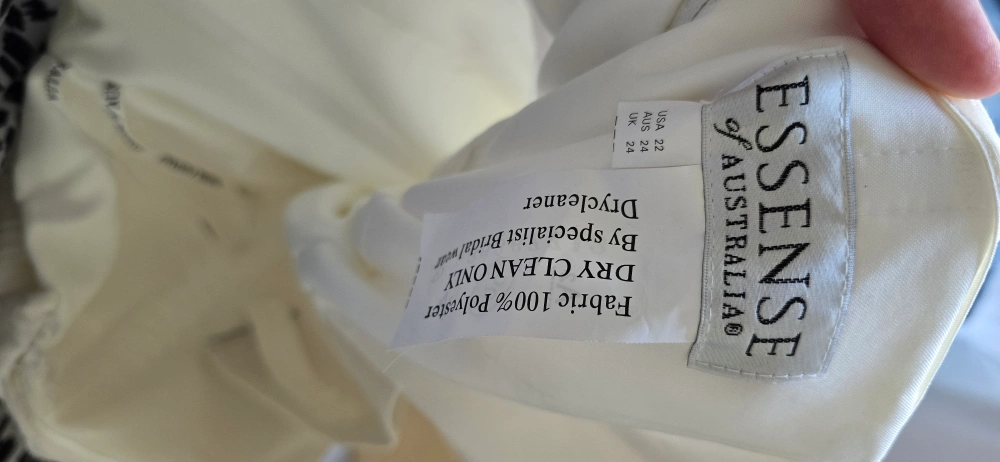 ESSENSE
of AUSTRALIA®
USA 22
AUS 24
UK 24
Fabric 100% Polyester
DRY CLEAN ONLY
By specialist Bridal wear
Drycleaner